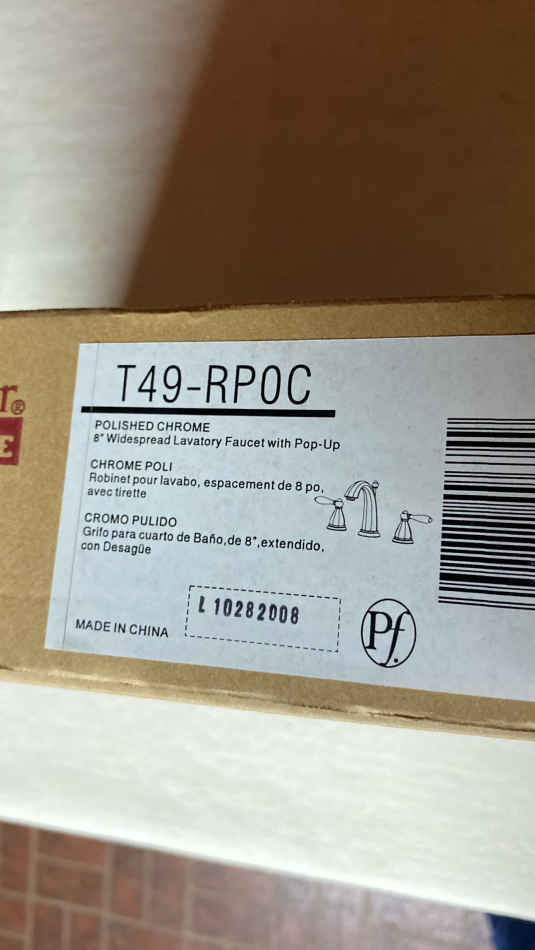 r®
E
T49-RP0C
POLISHED CHROME
8" Widespread Lavatory Faucet with Pop-Up
CHROME POLI
Robinet pour lavabo, espacement de 8 po,
avec tirette
CROMO PULIDO
Grifo para cuarto de Baño,de 8",extendido,
con Desagüe
MADE IN CHINA
L 10282008
Pf.